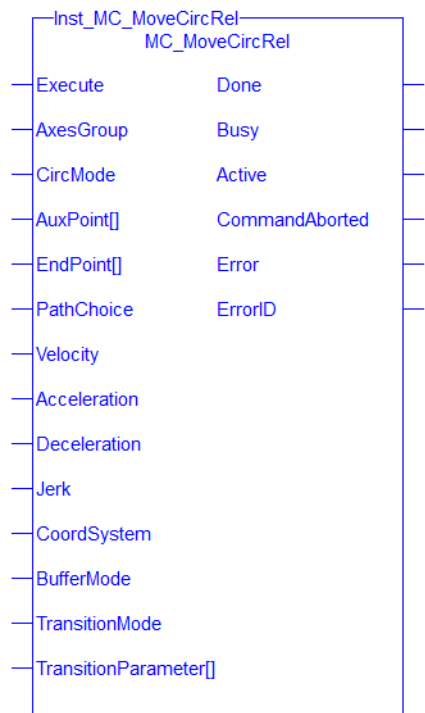 Inst_MC_MoveCircRel
MC_MoveCircRel
Execute Done
AxesGroup Busy
CircMode Active
AuxPoint[] CommandAborted
EndPoint[] Error
PathChoice ErrorID
Velocity
Acceleration
Deceleration
Jerk
CoordSystem
BufferMode
TransitionMode
TransitionParameter[]